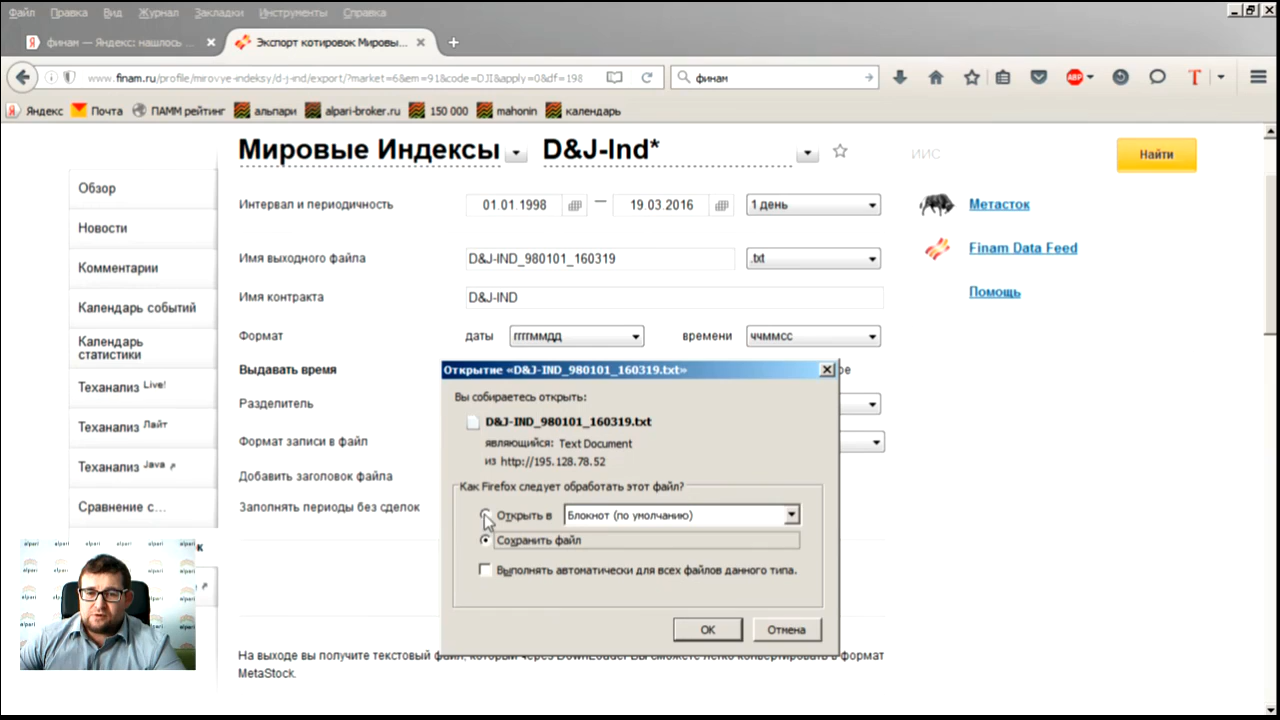 Файл Правка Вид Журнал Закладки Инструменты Справка
финам — Яндекс: нашлось ... Экспорт котировок Мировы...
www.finam.ru/profile/mirovye-indeksy/d-j-ind/export/?market=6&em=91&code=DJI&apply=0&df=198 финам
Яндекс Почта ПАММ рейтинг альпари alpari-broker.ru 150 000 mahonin календарь
Мировые Индексы D&J-Ind* ИИС Найти
Обзор
Новости
Комментарии
Календарь событий
Календарь
статистики
Теханализ Live!
Теханализ Лайт
Теханализ Java
Сравнение с...
Интервал и периодичность 01.01.1998 — 19.03.2016 1 день
Имя выходного файла D&J-IND_980101_160319 .txt
Имя контракта D&J-IND
Формат даты ггггммдд времени ччммсс
Выдавать время
Разделитель
Формат записи в файл
Добавить заголовок файла
Заполнять периоды без сделок
Метасток
Finam Data Feed
Помощь
Открытие «D&J-IND_980101_160319.txt»
Вы собираетесь открыть:
D&J-IND_980101_160319.txt
являющийся: Text Document
из http://195.128.78.52
Как Firefox следует обработать этот файл?
Открыть в Блокнот (по умолчанию)
Сохранить файл
Выполнять автоматически для всех файлов данного типа.
OK Отмена
На выходе вы получите текстовый файл, который через DownLoader Вы сможете легко конвертировать в формат
MetaStock.
alpari